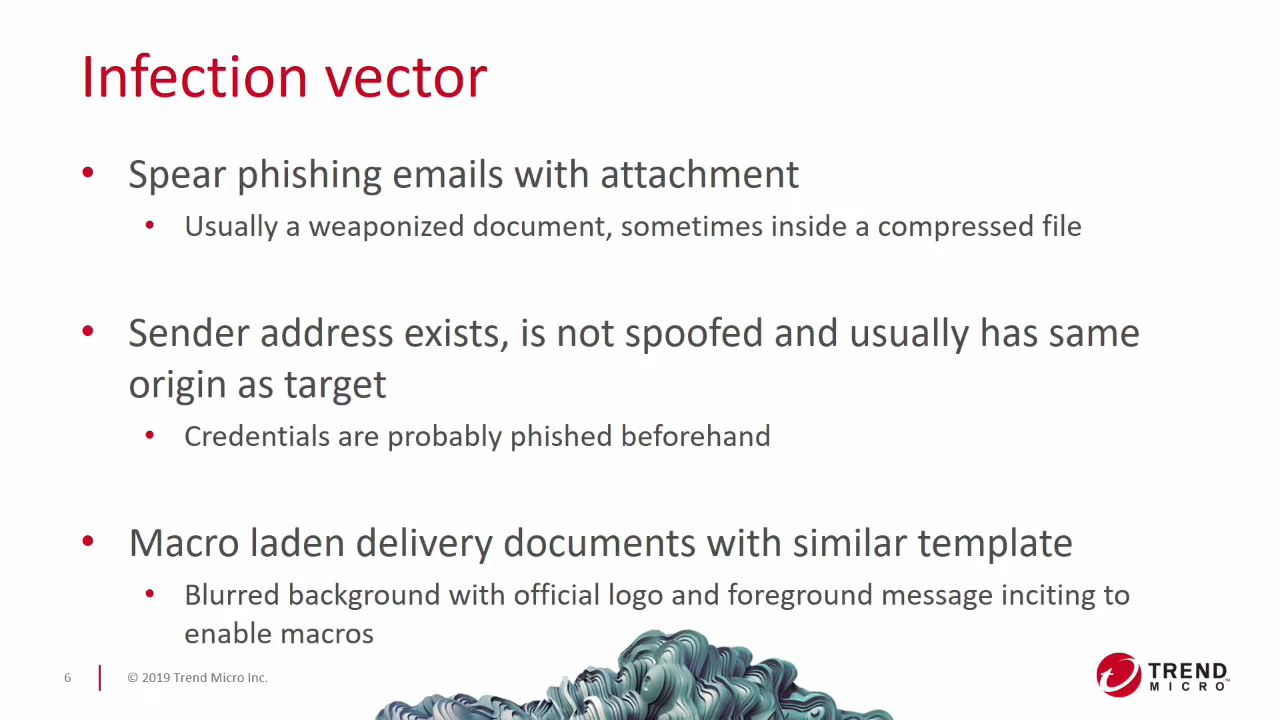 Infection vector
• Spear phishing emails with attachment
• Usually a weaponized document, sometimes inside a compressed file
• Sender address exists, is not spoofed and usually has same
origin as target
• Credentials are probably phished beforehand
• Macro laden delivery documents with similar template
• Blurred background with official logo and foreground message inciting to
enable macros
6
© 2019 Trend Micro Inc.
TREND
MICRO™